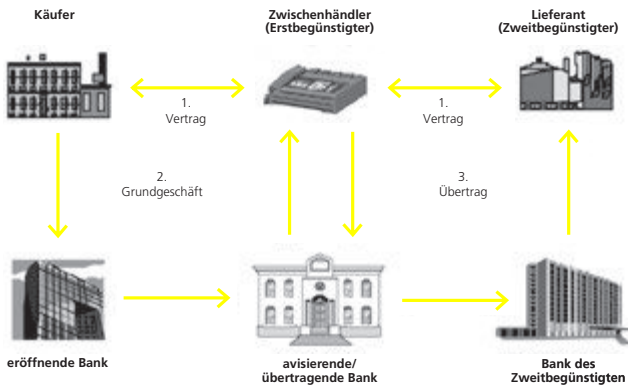 Käufer
Zwischenhändler
(Erstbegünstigter)
Lieferant
(Zweitbegünstigter)
1.
Vertrag
1.
Vertrag
2.
Grundgeschäft
3.
Übertrag
eröffnende Bank
avisierende/
übertragende Bank
Bank des
Zweitbegünstigten